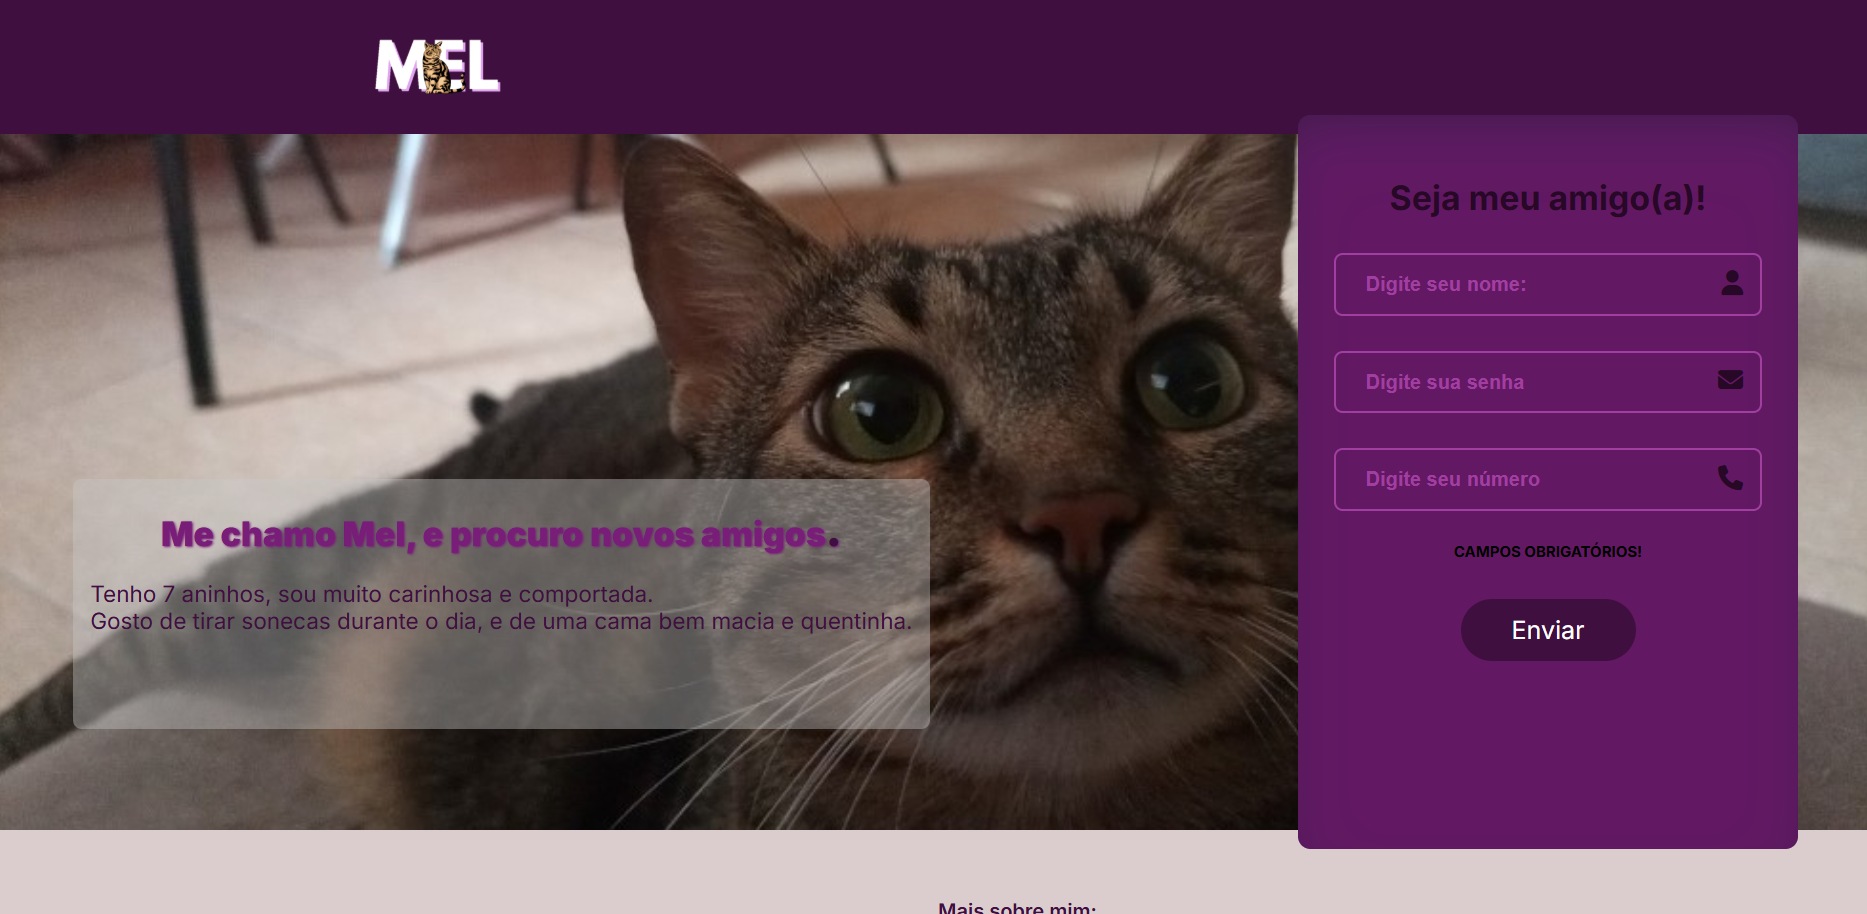 MEL
Seja meu amigo(a)!
Digite seu nome:
Digite sua senha
Digite seu número
CAMPOS OBRIGATÓRIOS!
Enviar
Me chamo Mel, e procuro novos amigos.
Tenho 7 aninhos, sou muito carinhosa e comportada.
Gosto de tirar sonecas durante o dia, e de uma cama bem macia e quentinha.
Mais sobre mim: